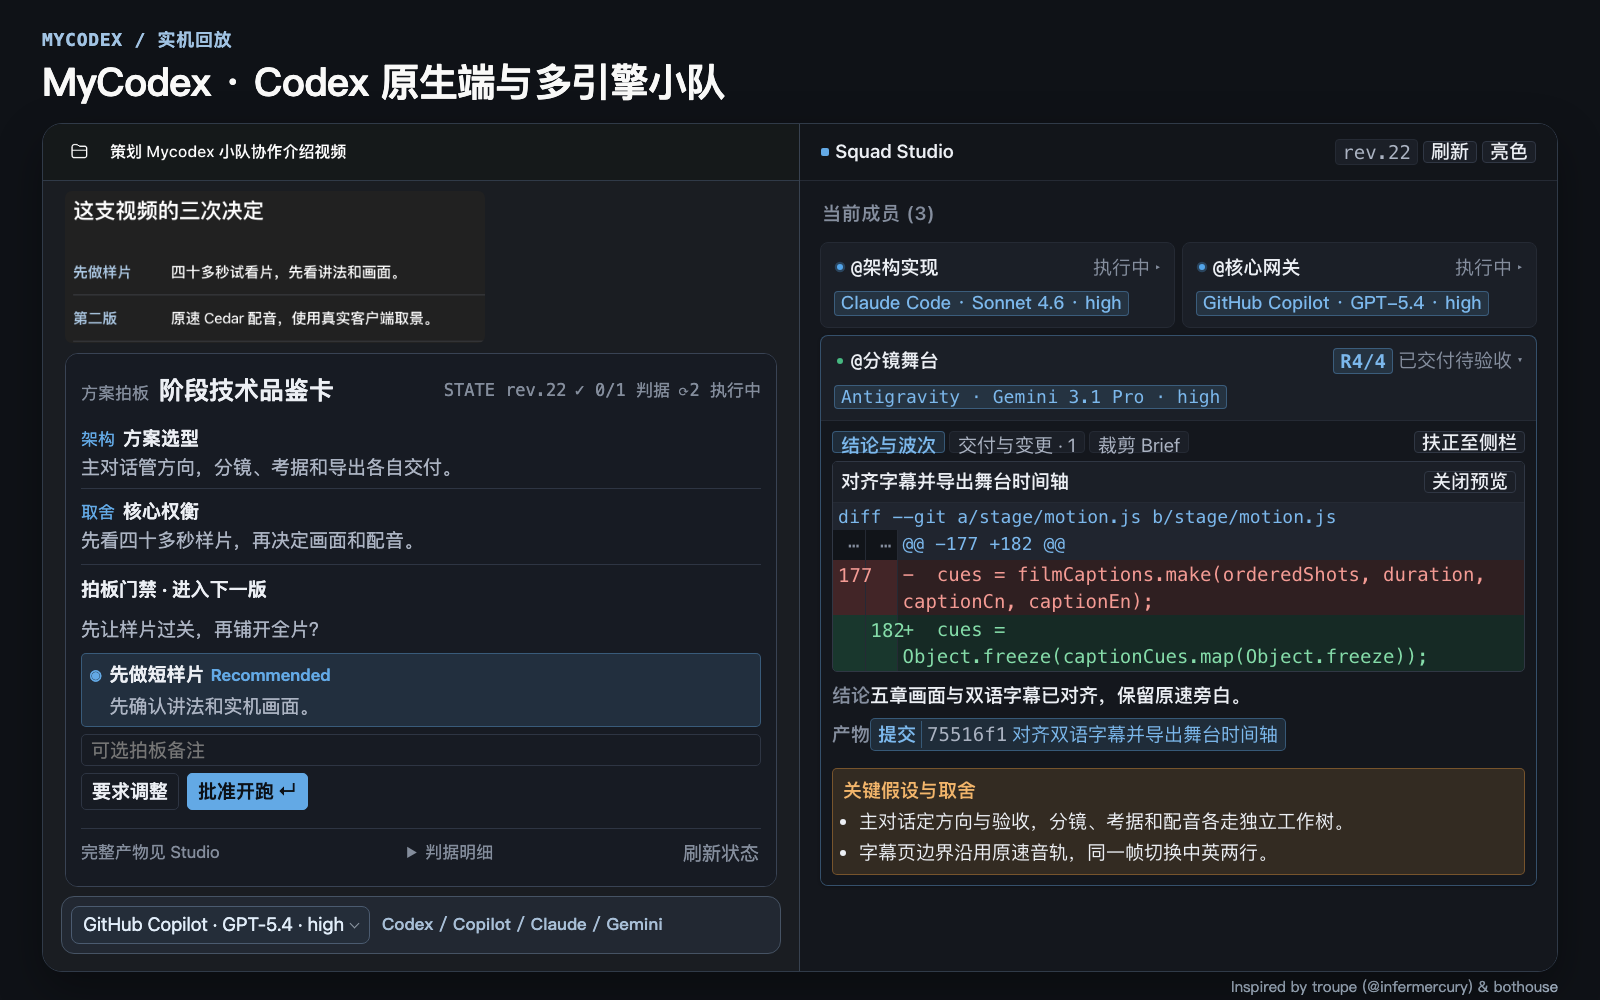 MYCODEX / 实机回放
MyCodex · Codex 原生端与多引擎小队
策划 Mycodex 小队协作介绍视频
这支视频的三次决定
先做样片 四十多秒试看片，先看讲法和画面。
第二版 原速 Cedar 配音，使用真实客户端取景。
方案拍板 阶段技术品鉴卡 STATE rev.22 ✓ 0/1 判据 ⟳2 执行中
架构 方案选型
主对话管方向，分镜、考据和导出各自交付。
取舍 核心权衡
先看四十多秒样片，再决定画面和配音。
拍板门禁 · 进入下一版
先让样片过关，再铺开全片？
先做短样片 Recommended
先确认讲法和实机画面。
可选拍板备注
要求调整 批准开跑 ↵
完整产物见 Studio ▶ 判据明细 刷新状态
GitHub Copilot · GPT-5.4 · high Codex / Copilot / Claude / Gemini
Squad Studio rev.22 刷新 亮色
当前成员 (3)
@架构实现 执行中
Claude Code · Sonnet 4.6 · high
@核心网关 执行中
GitHub Copilot · GPT-5.4 · high
@分镜舞台 R4/4 已交付待验收
Antigravity · Gemini 3.1 Pro · high
结论与波次 交付与变更 · 1 裁剪 Brief 扶正至侧栏
对齐字幕并导出舞台时间轴 关闭预览
diff --git a/stage/motion.js b/stage/motion.js
… … @@ -177 +182 @@
177 - cues = filmCaptions.make(orderedShots, duration,
captionCn, captionEn);
182+ cues =
Object.freeze(captionCues.map(Object.freeze));
结论五章画面与双语字幕已对齐，保留原速旁白。
产物 提交 75516f1 对齐双语字幕并导出舞台时间轴
关键假设与取舍
• 主对话定方向与验收，分镜、考据和配音各走独立工作树。
• 字幕页边界沿用原速音轨，同一帧切换中英两行。
Inspired by troupe (@infermercury) & bothouse